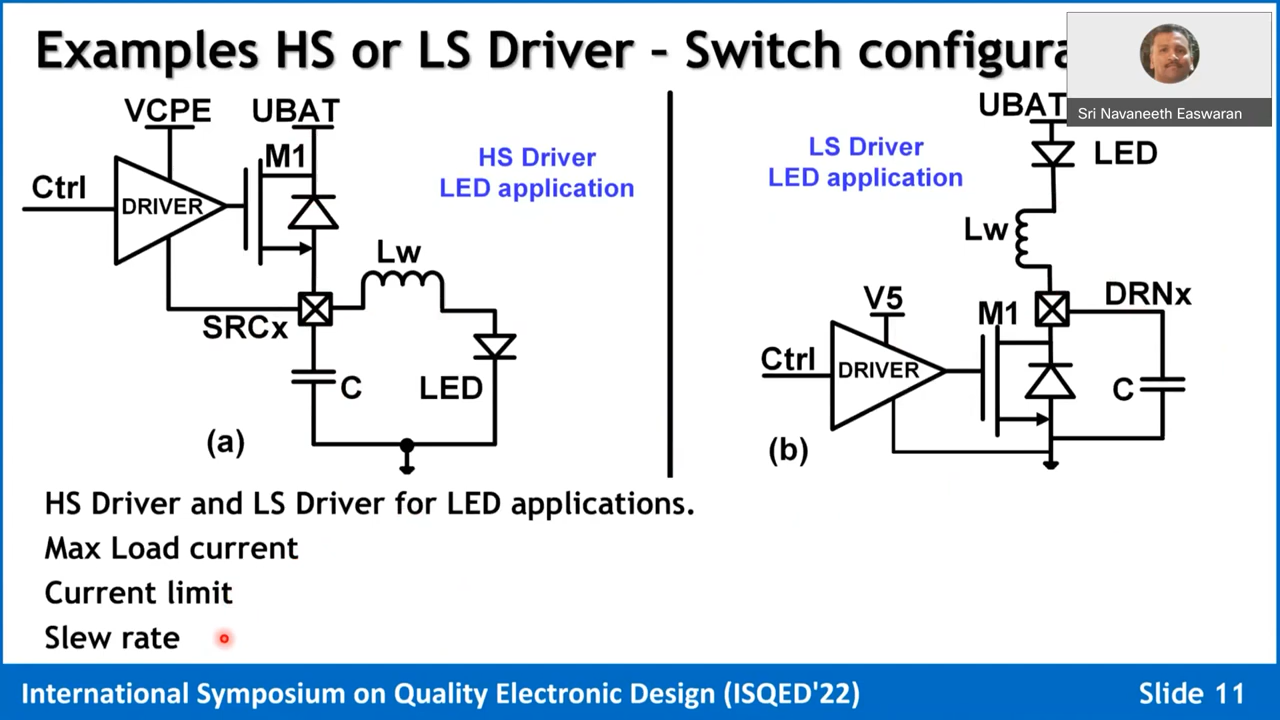 Examples HS or LS Driver – Switch configura
Sri Navaneeth Easwaran
VCPE
UBAT
M1
Ctrl
DRIVER
HS Driver
LED application
Lw
SRCx
C
LED
(a)
UBAT
LED
LS Driver
LED application
Lw
V5
M1
DRNx
Ctrl
DRIVER
C
(b)
HS Driver and LS Driver for LED applications.
Max Load current
Current limit
Slew rate
International Symposium on Quality Electronic Design (ISQED'22)
Slide 11